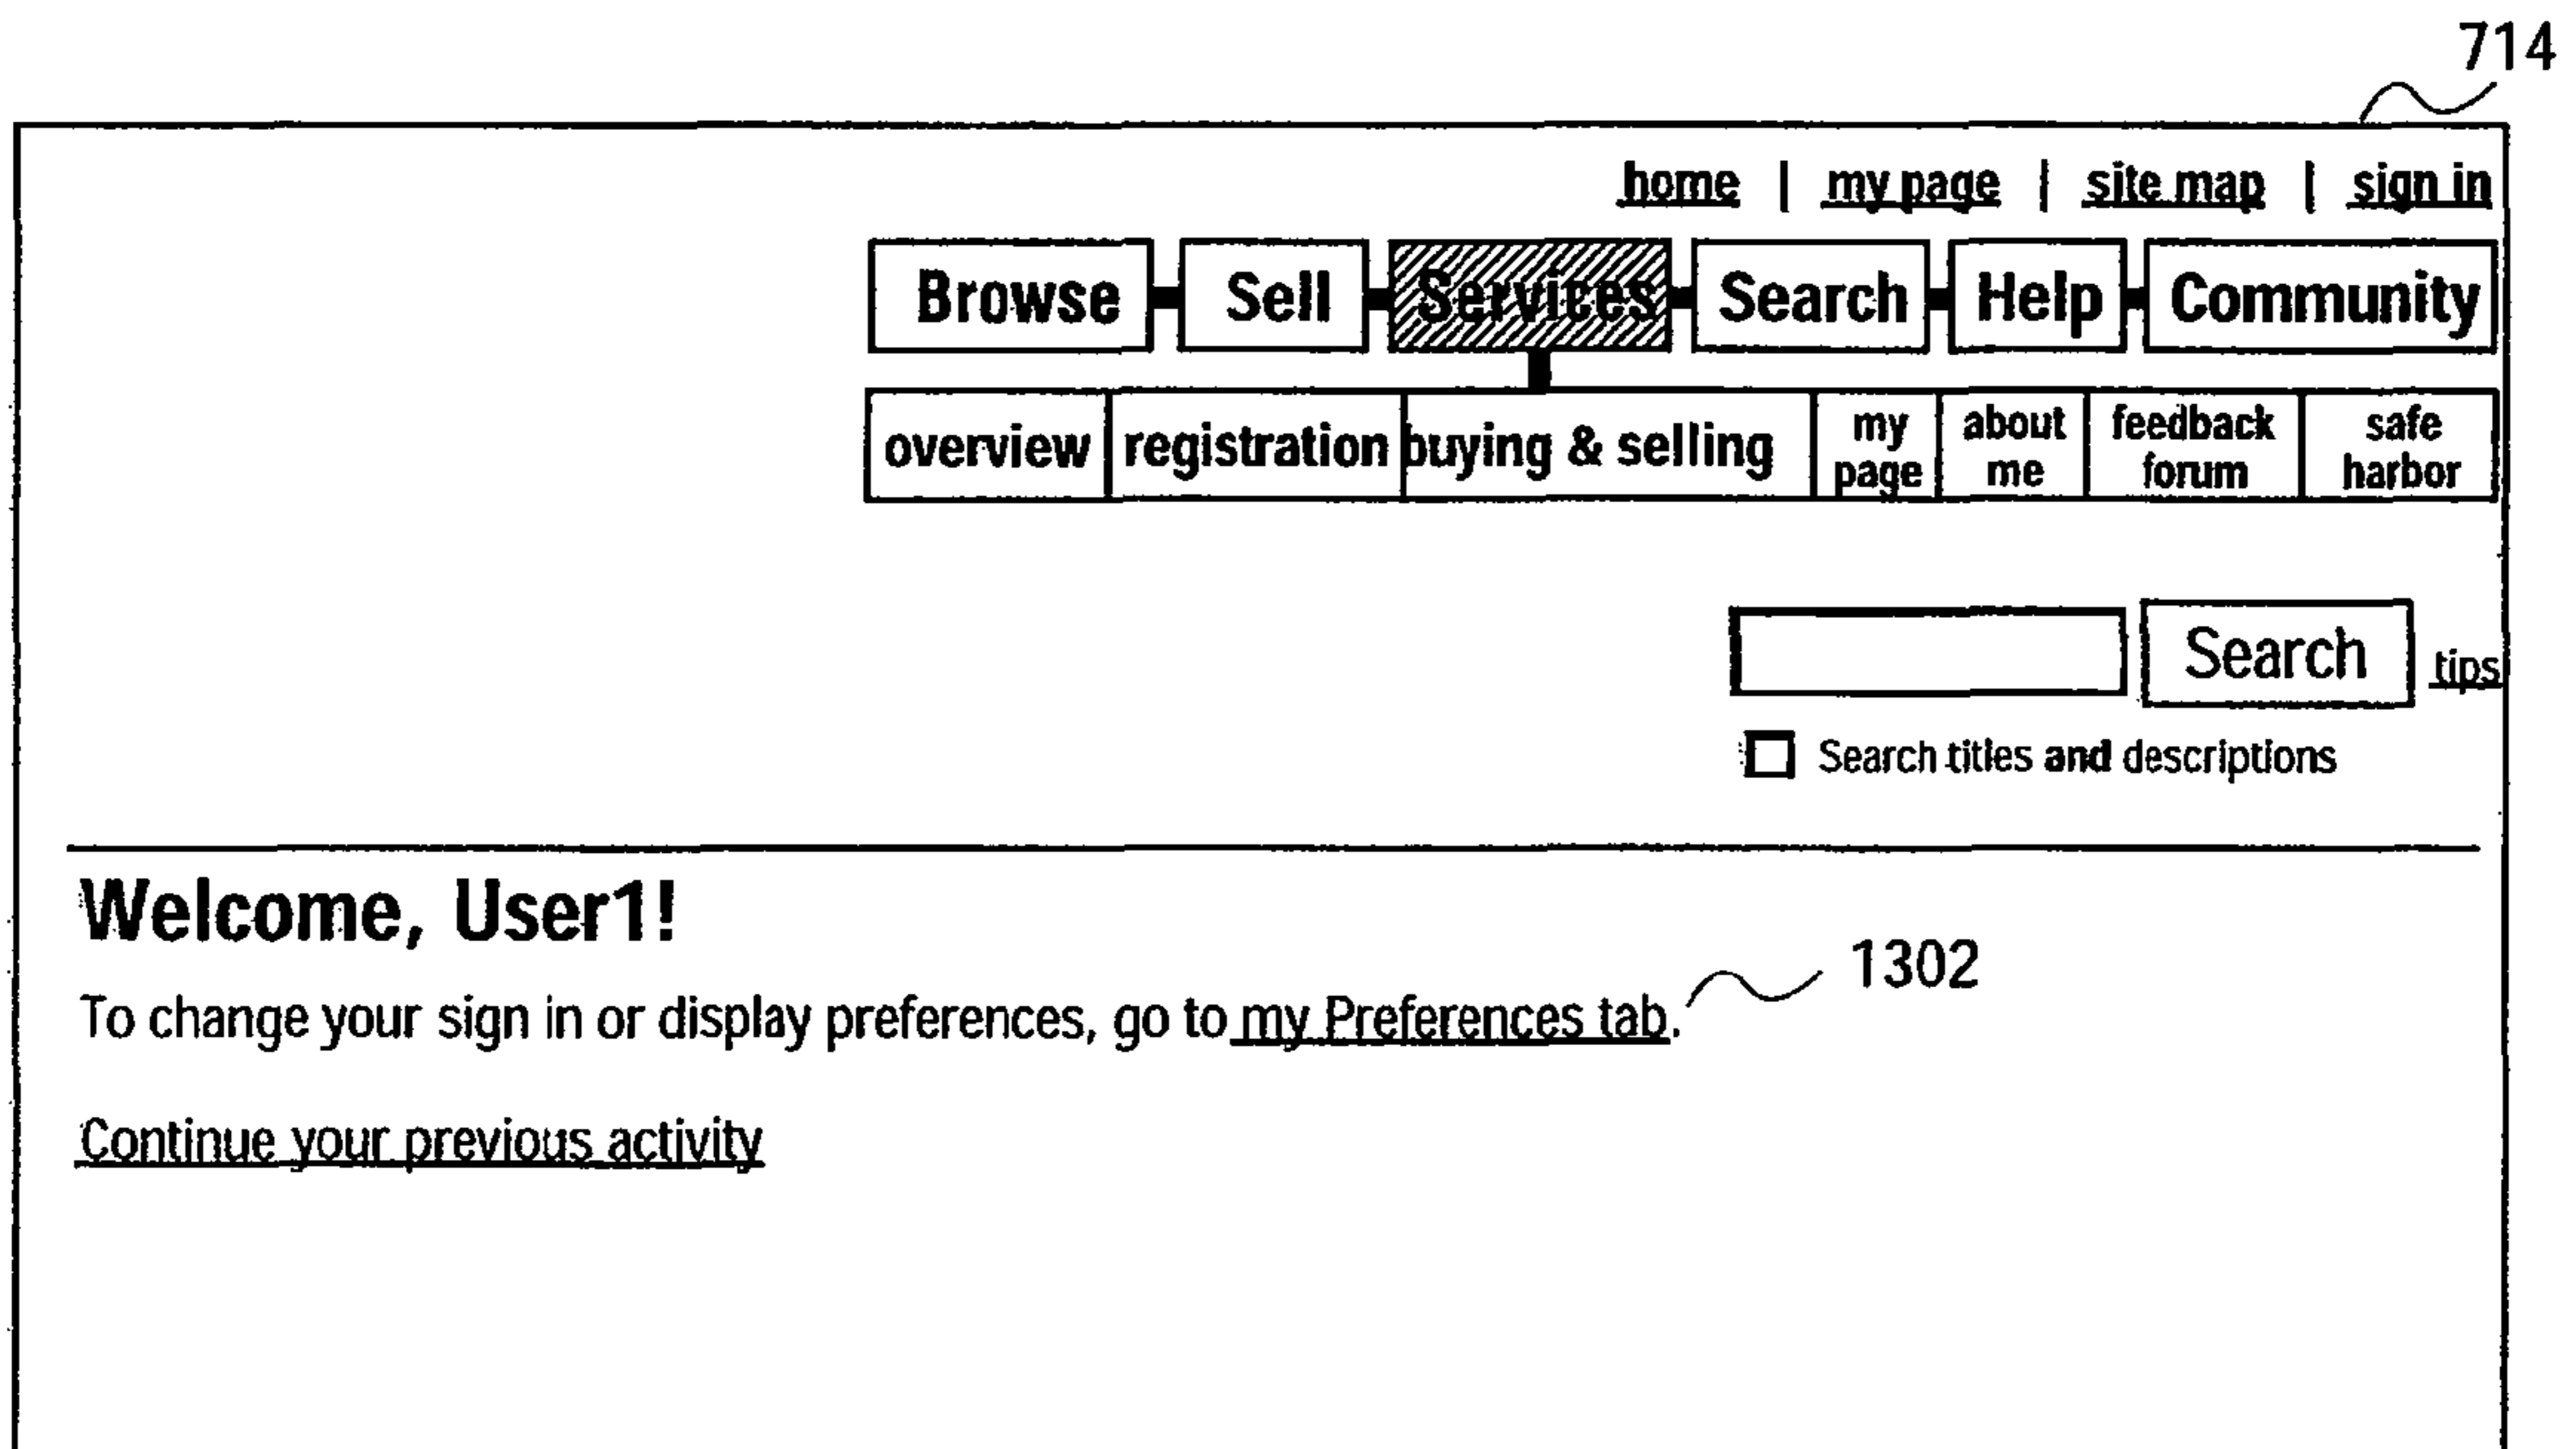 714
home | my page | site map | sign in
Browse Sell Services Search Help Community
overview registration buying & selling my page about me feedback forum safe harbor
Search tips
Search titles and descriptions
Welcome, User1!
1302
To change your sign in or display preferences, go to my Preferences tab.
Continue your previous activity